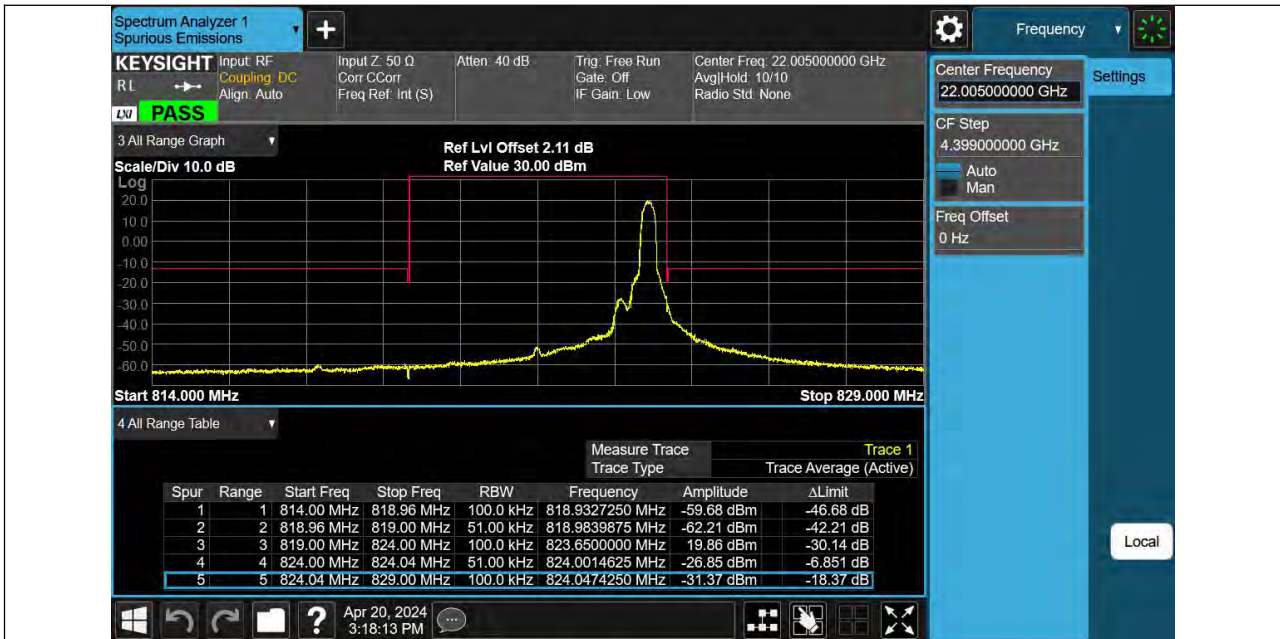 Spectrum Analyzer 1
Spurious Emissions
Frequency
KEYSIGHT Input: RF Input Z: 50 Ω Atten: 40 dB Trig: Free Run Center Freq: 22.005000000 GHz
RL Coupling: DC Corr CCorr Gate: Off Avg|Hold: 10/10
Align: Auto Freq Ref: Int (S) IF Gain: Low Radio Std: None
LXI PASS
Center Frequency
22.005000000 GHz
Settings
CF Step
4.399000000 GHz
Auto
Man
Freq Offset
0 Hz
3 All Range Graph
Ref Lvl Offset 2.11 dB
Scale/Div 10.0 dB Ref Value 30.00 dBm
Log
20.0
10.0
0.00
-10.0
-20.0
-30.0
-40.0
-50.0
-60.0
Start 814.000 MHz Stop 829.000 MHz
4 All Range Table
Measure Trace Trace 1
Trace Type Trace Average (Active)
Spur Range Start Freq Stop Freq RBW Frequency Amplitude ΔLimit
1 1 814.00 MHz 818.96 MHz 100.0 kHz 818.9327250 MHz -59.68 dBm -46.68 dB
2 2 818.96 MHz 819.00 MHz 51.00 kHz 818.9839875 MHz -62.21 dBm -42.21 dB
3 3 819.00 MHz 824.00 MHz 100.0 kHz 823.6500000 MHz 19.86 dBm -30.14 dB
4 4 824.00 MHz 824.04 MHz 51.00 kHz 824.0014625 MHz -26.85 dBm -6.851 dB
5 5 824.04 MHz 829.00 MHz 100.0 kHz 824.0474250 MHz -31.37 dBm -18.37 dB
Local
Apr 20, 2024
3:18:13 PM